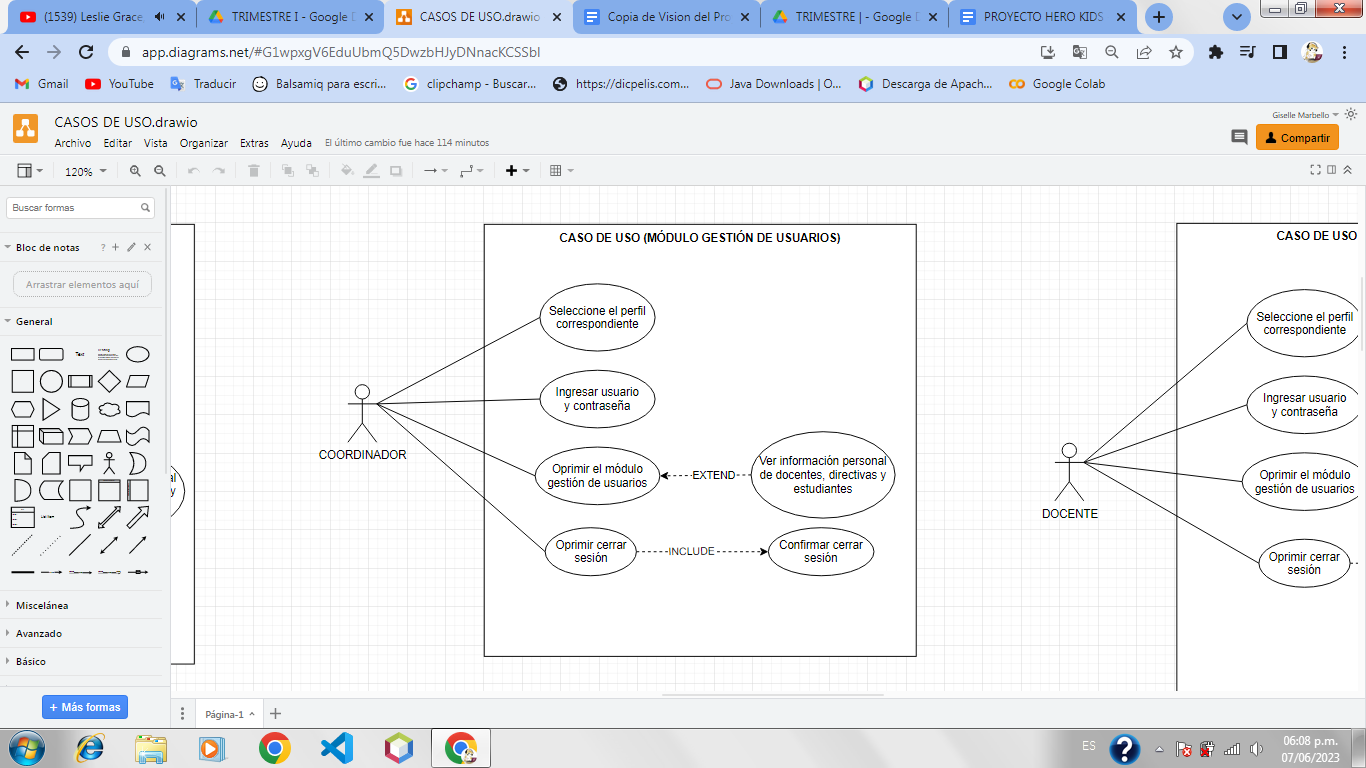 (1539) Leslie Grace
TRIMESTRE I - Google D
CASOS DE USO.drawio
Copia de Vision del Pro
TRIMESTRE | - Google D
PROYECTO HERO KIDS
app.diagrams.net/#G1wpxgV6EduUbmQ5DwzbHJyDNnacKCSSbI
Gmail
YouTube
Traducir
Balsamiq para escri...
clipchamp - Buscar...
https://dicpelis.com...
Java Downloads | O...
Descarga de Apach...
Google Colab
CASOS DE USO.drawio
Giselle Marbello
Archivo Editar Vista Organizar Extras Ayuda El último cambio fue hace 114 minutos
Compartir
120%
Buscar formas
Bloc de notas
Arrastrar elementos aquí
General
Text
Miscelánea
Avanzado
Básico
+ Más formas
al
y
CASO DE USO (MÓDULO GESTIÓN DE USUARIOS)
Seleccione el perfil
correspondiente
Ingresar usuario
y contraseña
COORDINADOR
Oprimir el módulo
gestión de usuarios
EXTEND
Ver información personal
de docentes, directivas y
estudiantes
Oprimir cerrar
sesión
INCLUDE
Confirmar cerrar
sesión
CASO DE USO
Seleccione el perfil
correspondiente
Ingresar usuario
y contraseña
Oprimir el módulo
gestión de usuarios
DOCENTE
Oprimir cerrar
sesión
Página-1
ES
06:08 p.m.
07/06/2023